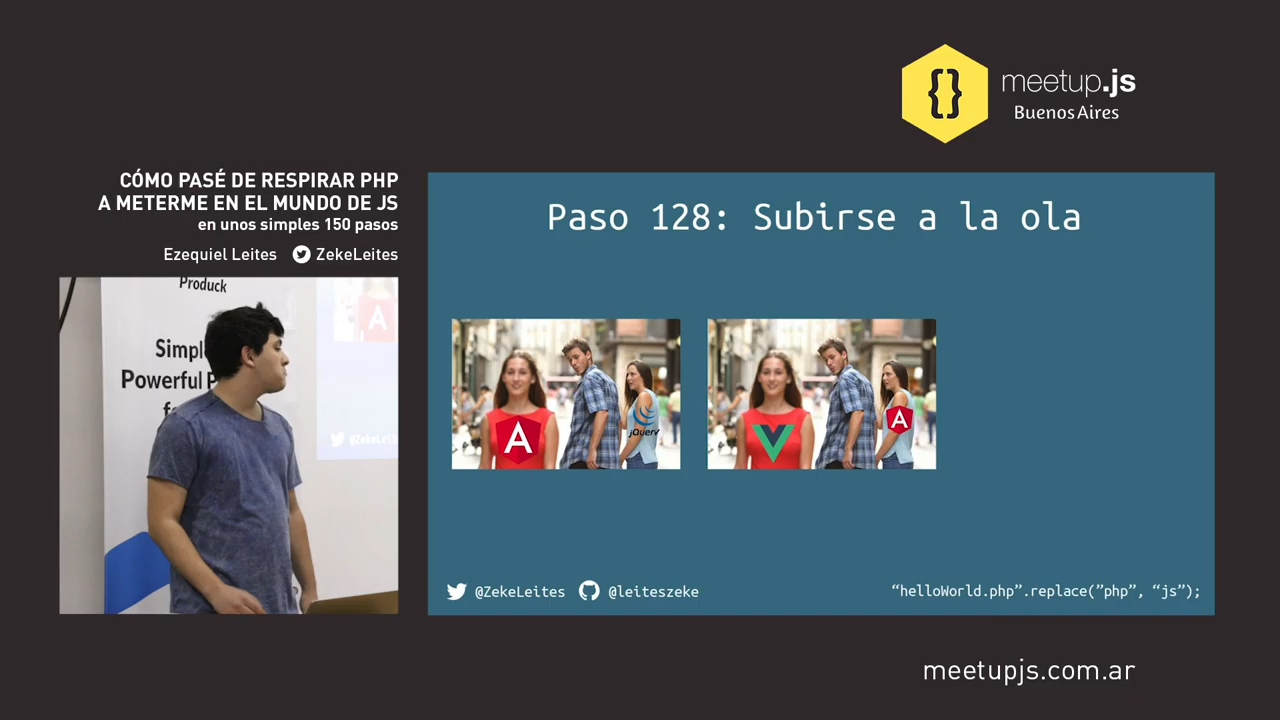 meetup.js
Buenos Aires
CÓMO PASÉ DE RESPIRAR PHP
A METERME EN EL MUNDO DE JS
en unos simples 150 pasos
Ezequiel Leites ZekeLeites
Produck
Powerful
@ZekeLeit
Paso 128: Subirse a la ola
jQuery
@ZekeLeites @leiteszeke
“helloWorld.php”.replace(”php”, “js”);
meetupjs.com.ar